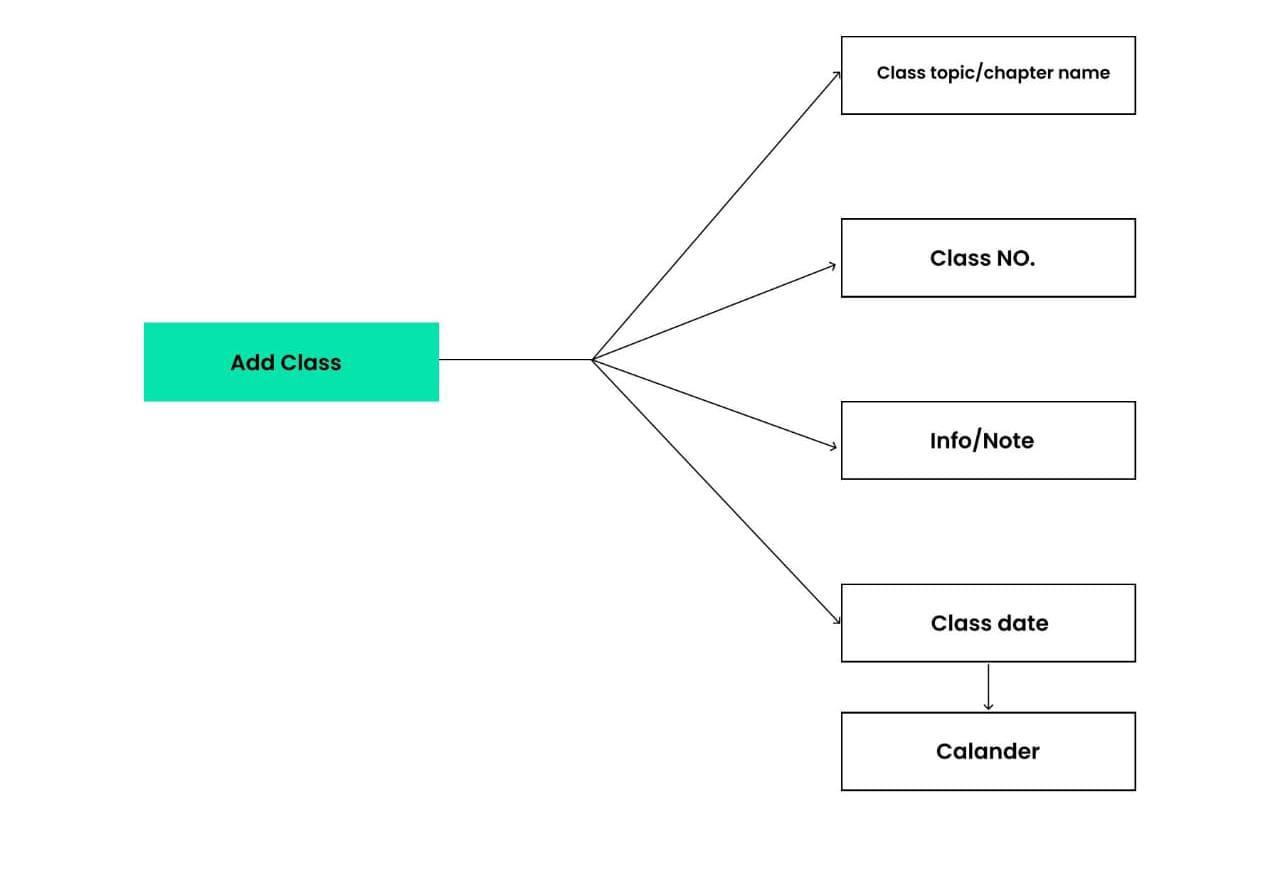 Class topic/chapter name
Class NO.
Add Class
Info/Note
Class date
Calander